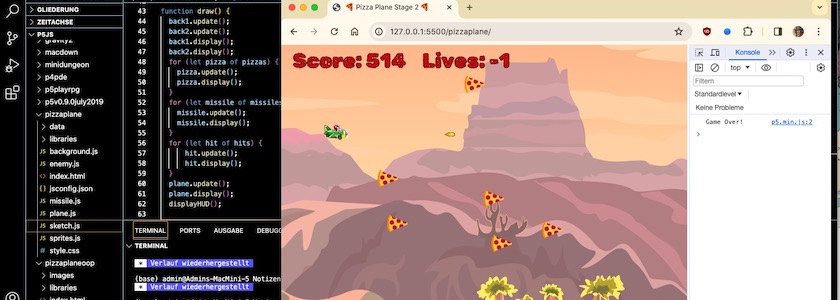 GLIEDERUNG
ZEITACHSE
P5JS
gravityz
macdown
minidungeon
p4pde
p5playrpg
p5v0.9.0july2019
pizzaplane
data
libraries
background.js
enemy.js
index.html
jsconfig.json
missile.js
plane.js
sketch.js
sprites.js
style.css
pizzaplaneoop
images
libraries
index.html
43 function draw() {
44 back1.update();
45 back2.update();
46 back1.display();
47 back2.display();
48 for (let pizza of pizzas) {
49 pizza.update();
50 pizza.display();
51 }
52 for (let missile of missiles
53 missile.update();
54 missile.display();
55 }
56 for (let hit of hits) {
57 hit.update();
58 hit.display();
59 }
60 plane.update();
61 plane.display();
62 displayHUD();
63
TERMINAL PORTS AUSGABE DEBUGG
TERMINAL
* Verlauf wiederhergestellt
(base) admin@Admins-MacMini-5 Notizen
* Verlauf wiederhergestellt
Pizza Plane Stage 2
127.0.0.1:5500/pizzaplane/
Score: 514 Lives: -1
Konsole
top
Filtern
Standardlevel
Keine Probleme
Game Over! p5.min.js:2